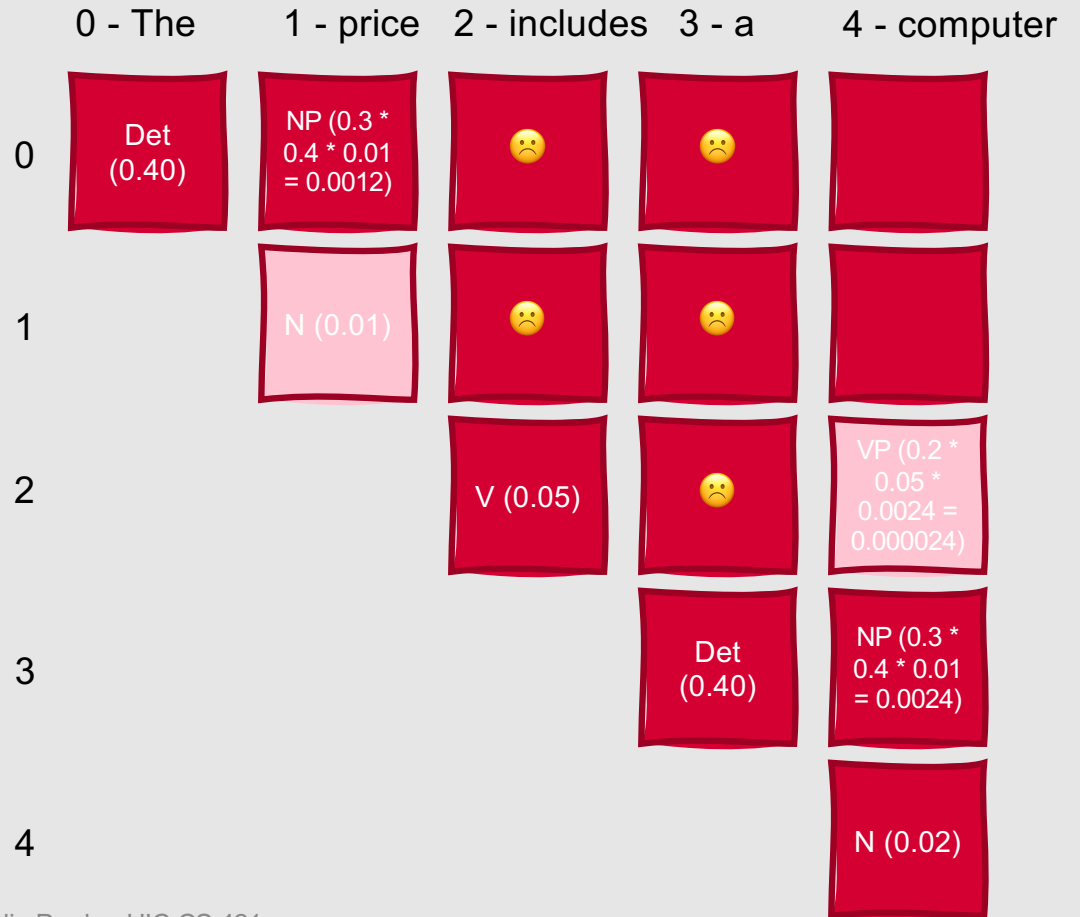 0 - The 1 - price 2 - includes 3 - a 4 - computer
0
Det
(0.40)
NP (0.3 *
0.4 * 0.01
= 0.0012)
1
N (0.01)
2
V (0.05)
VP (0.2 *
0.05 *
0.0024 =
0.000024)
3
Det
(0.40)
NP (0.3 *
0.4 * 0.01
= 0.0024)
4
N (0.02)